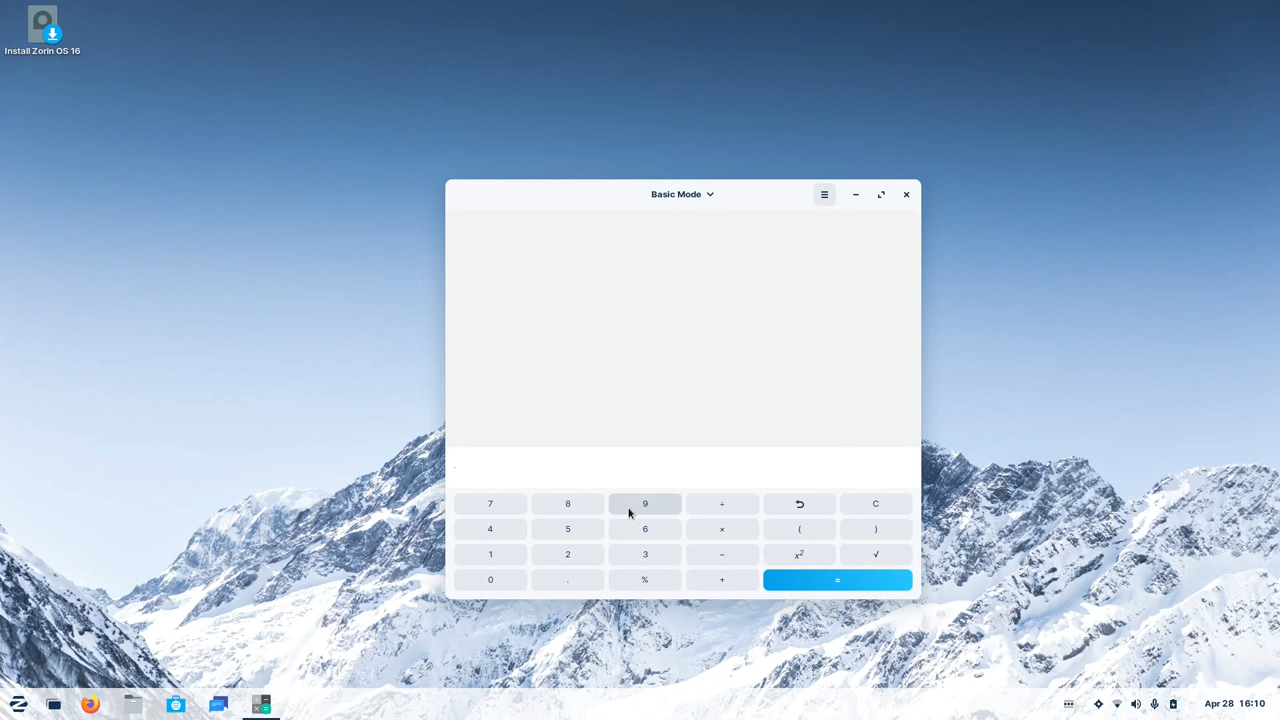 Install Zorin OS 16
Basic Mode
.
7 8 9 ÷ C
4 5 6 × ( )
1 2 3 − x² √
0 . % + =
Apr 28 16:10